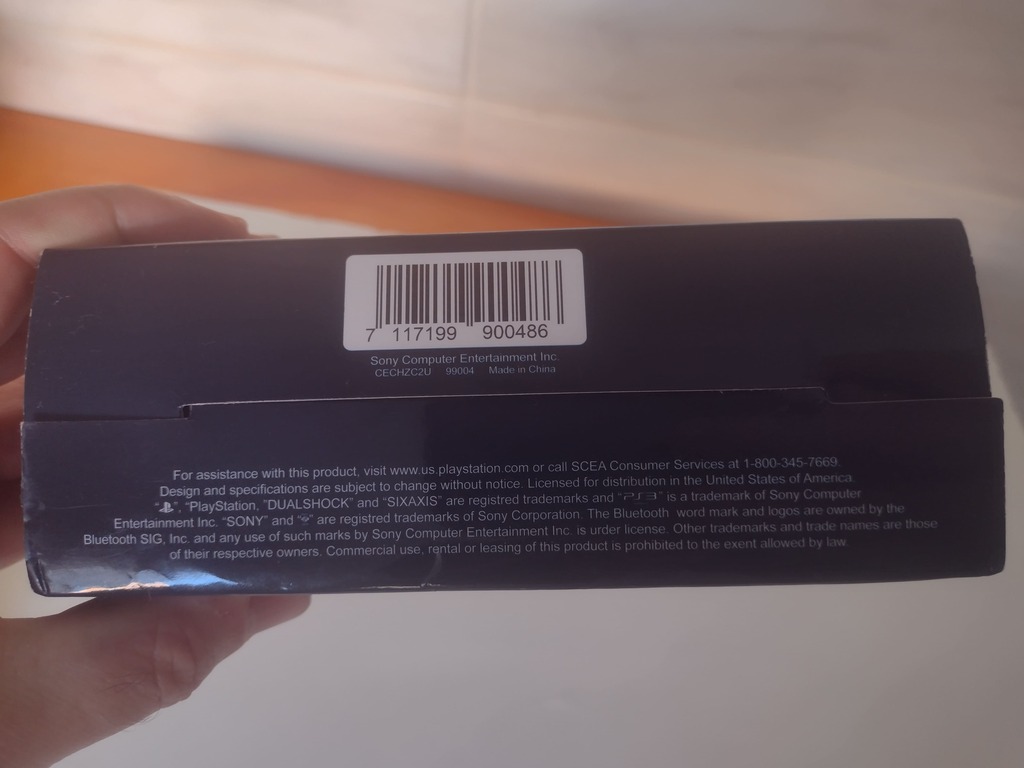 7 117199 900486
Sony Computer Entertainment Inc.
CECHZC2U 99004 Made in China
For assistance with this product, visit www.us.playstation.com or call SCEA Consumer Services at 1-800-345-7669.
Design and specifications are subject to change without notice. Licensed for distribution in the United States of America.
"", "PlayStation, "DUALSHOCK" and "SIXAXIS" are registred trademarks and "PS3" is a trademark of Sony Computer
Entertainment Inc. "SONY" and "" are registred trademarks of Sony Corporation. The Bluetooth word mark and logos are owned by the
Bluetooth SIG, Inc. and any use of such marks by Sony Computer Entertainment Inc. is urder license. Other trademarks and trade names are those
of their respective owners. Commercial use, rental or leasing of this product is prohibited to the exent allowed by law